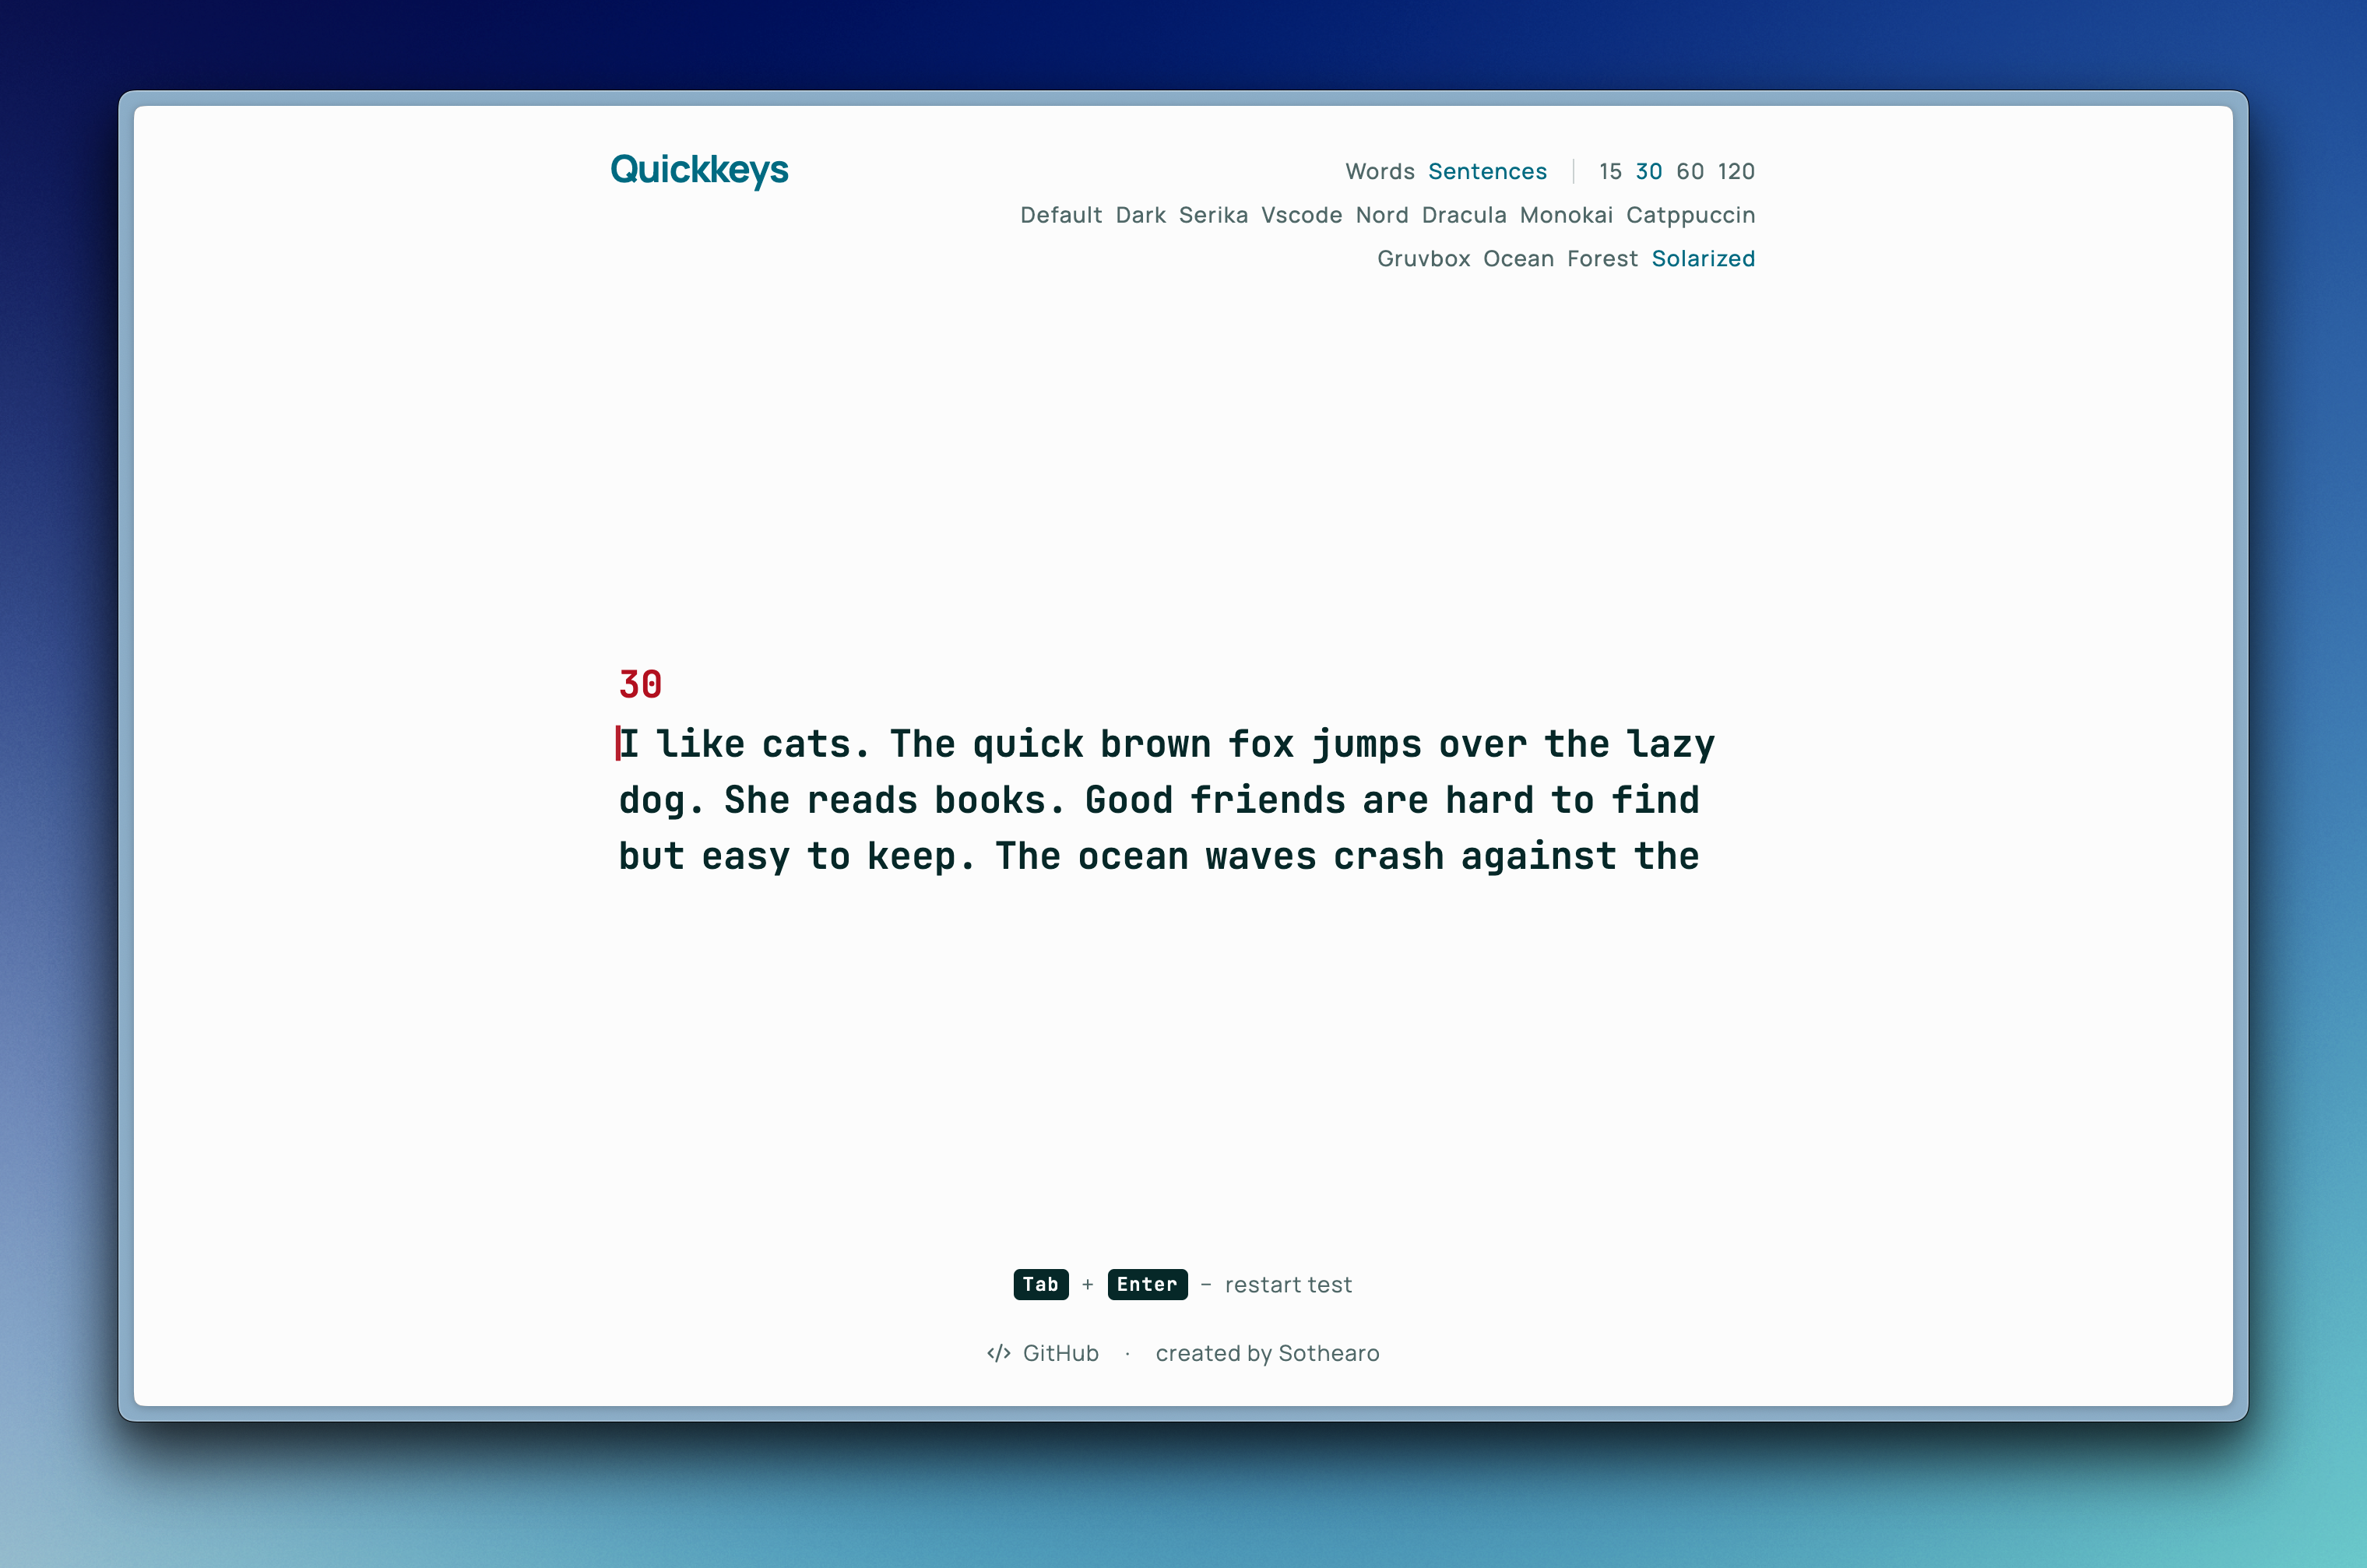 Quickkeys
Words Sentences 15 30 60 120
Default Dark Serika Vscode Nord Dracula Monokai Catppuccin
Gruvbox Ocean Forest Solarized
30
I like cats. The quick brown fox jumps over the lazy
dog. She reads books. Good friends are hard to find
but easy to keep. The ocean waves crash against the
Tab + Enter – restart test
</> GitHub · created by Sothearo